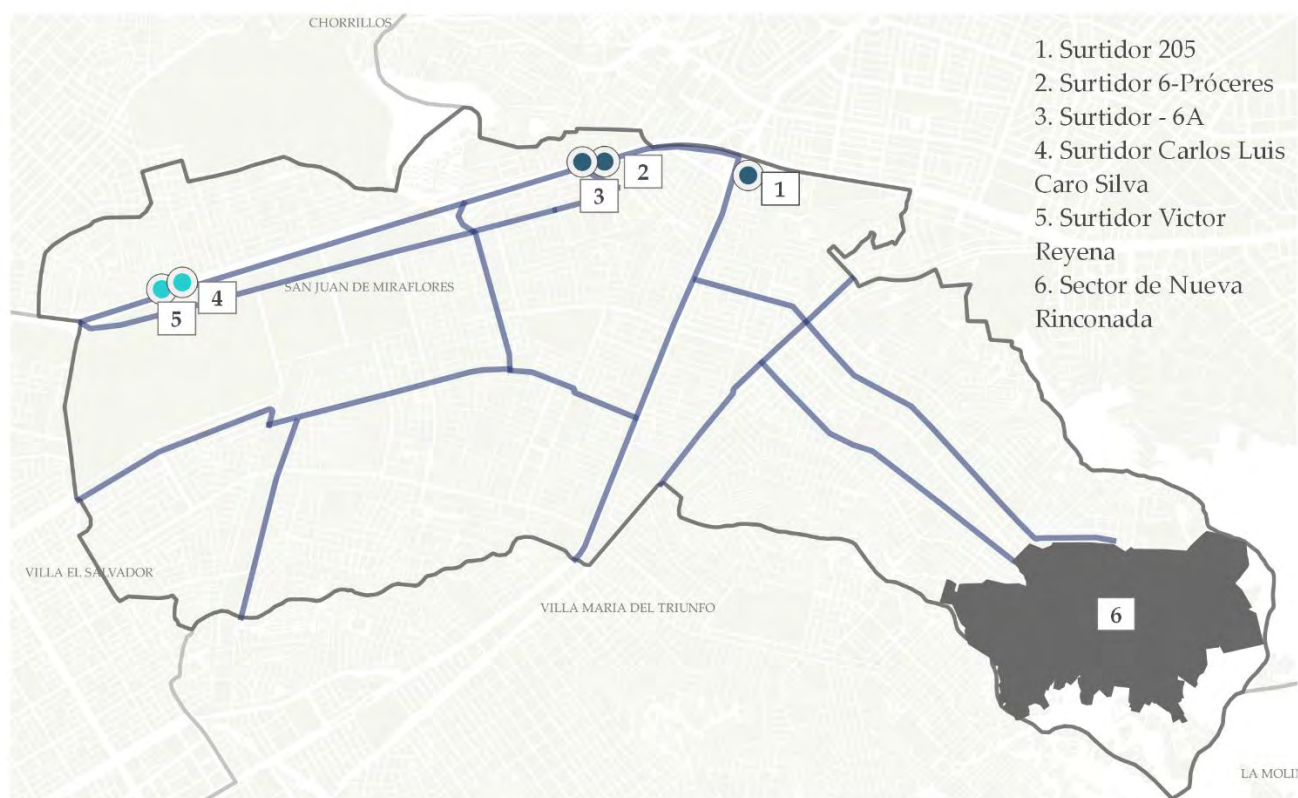 CHORRILLOS
1. Surtidor 205
2. Surtidor 6-Próceres
3. Surtidor - 6A
4. Surtidor Carlos Luis
Caro Silva
5. Surtidor Victor
Reyena
6. Sector de Nueva
Rinconada
2
1
3
SAN JUAN DE MIRAFLORES
4
5
VILLA EL SALVADOR
VILLA MARIA DEL TRIUNFO
6
LA MOLI